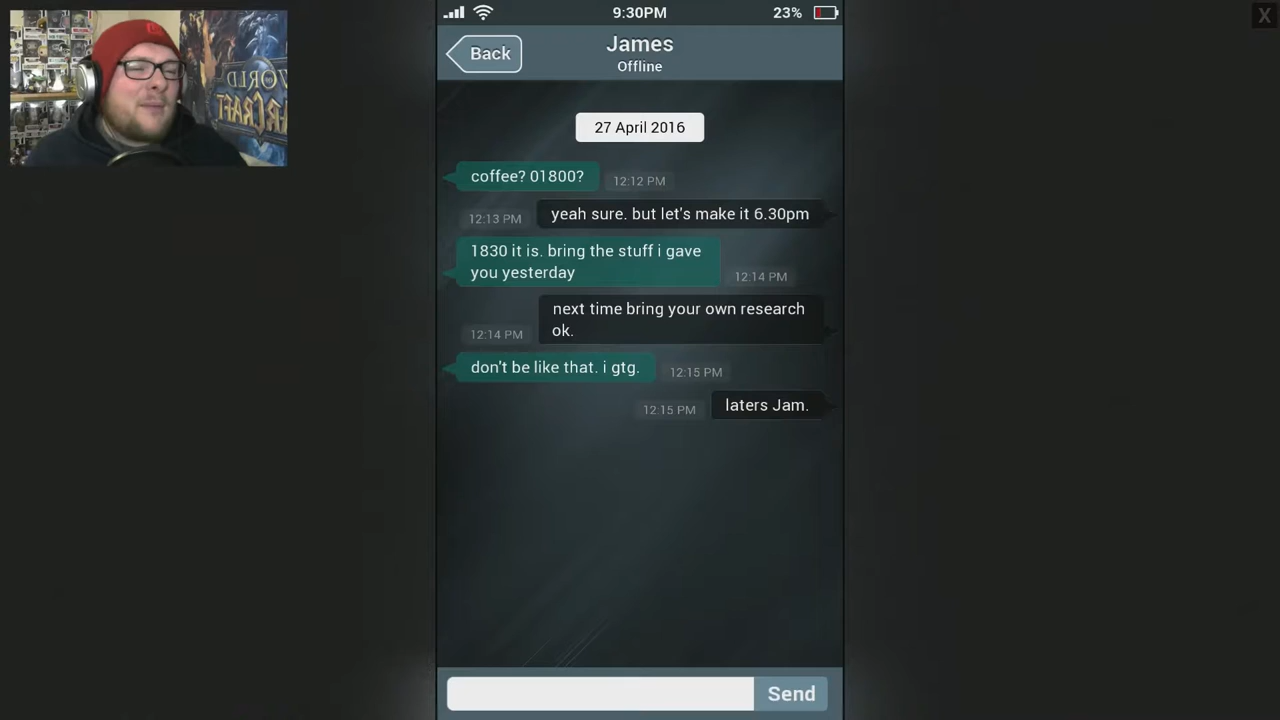 9:30PM
23%
X
Back
James
Offline
WORLD
WARCRAFT
27 April 2016
coffee? 01800?
12:12 PM
12:13 PM
yeah sure. but let's make it 6.30pm
1830 it is. bring the stuff i gave
you yesterday
12:14 PM
next time bring your own research
ok.
12:14 PM
don't be like that. i gtg.
12:15 PM
12:15 PM
laters Jam.
Send